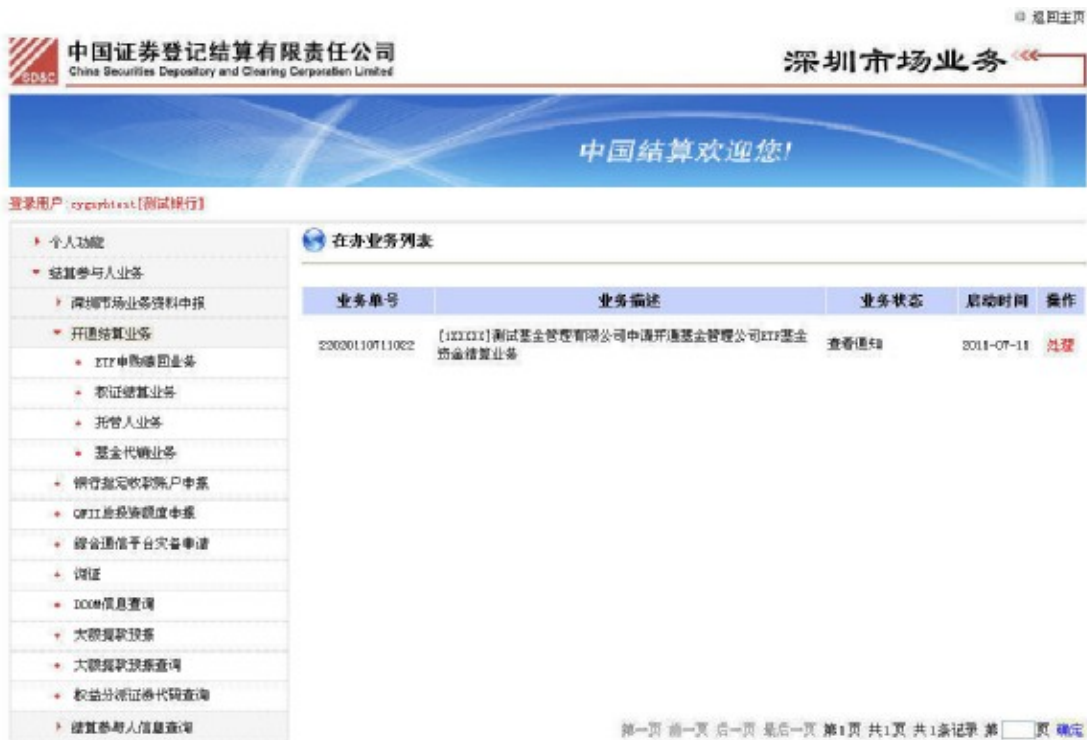 返回主页
中国证券登记结算有限责任公司
China Securities Depository and Clearing Corporation Limited
SD&C
深圳市场业务
中国结算欢迎您!
登录用户:zygsyhtest[测试银行]
个人功能
结算参与人业务
深圳市场业务资料申报
开通结算业务
ETF申购赎回业务
权证结算业务
托管人业务
基金代销业务
银行指定收款账户申报
QFII总投资额度申报
综合通信平台灾备申请
调证
DCOM信息查询
大额提款预报
大额提款预报查询
权益分派证券代码查询
结算参与人信息查询
在办业务列表
业务单号 业务描述 业务状态 启动时间 操作
22020110711022 [1XXXXX]测试基金管理有限公司申请开通基金管理公司ETF基金
资金结算业务 查看通知 2011-07-11 处理
第一页 前一页 后一页 最后一页 第1页 共1页 共1条记录 第 页 确定